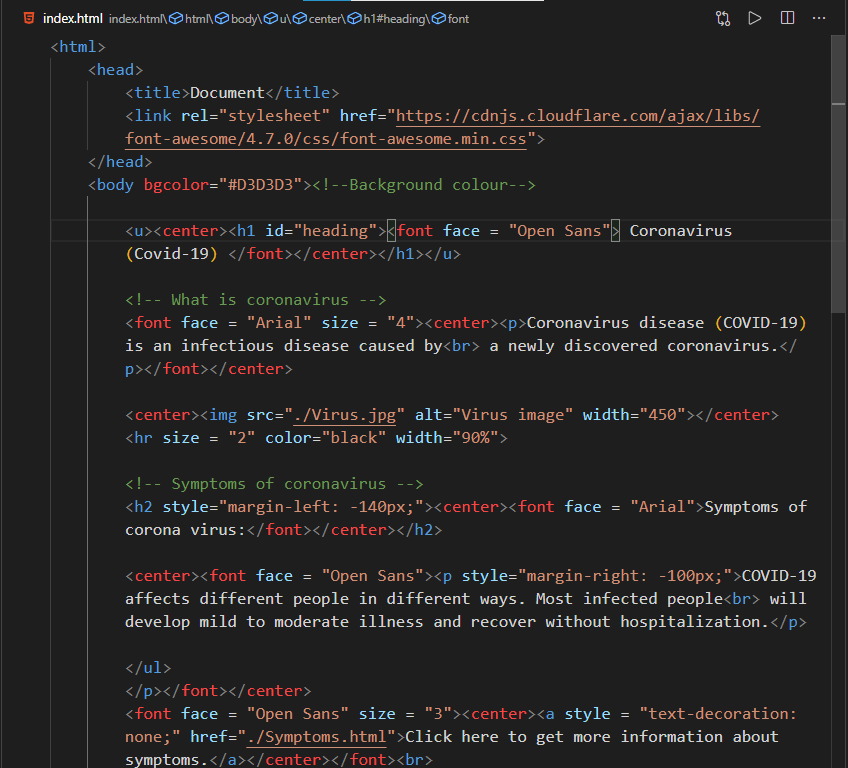 index.html index.html\html\body\u\center\h1#heading\font
<html>
<head>
<title>Document</title>
<link rel="stylesheet" href="https://cdnjs.cloudflare.com/ajax/libs/
font-awesome/4.7.0/css/font-awesome.min.css">
</head>
<body bgcolor="#D3D3D3"><!--Background colour-->
<u><center><h1 id="heading"><font face = "Open Sans"> Coronavirus
(Covid-19) </font></center></h1></u>
<!-- What is coronavirus -->
<font face = "Arial" size = "4"><center><p>Coronavirus disease (COVID-19)
is an infectious disease caused by<br> a newly discovered coronavirus.</
p></font></center>
<center><img src="./Virus.jpg" alt="Virus image" width="450"></center>
<hr size = "2" color="black" width="90%">
<!-- Symptoms of coronavirus -->
<h2 style="margin-left: -140px;"><center><font face = "Arial">Symptoms of
corona virus:</font></center></h2>
<center><font face = "Open Sans"><p style="margin-right: -100px;">COVID-19
affects different people in different ways. Most infected people<br> will
develop mild to moderate illness and recover without hospitalization.</p>
</ul>
</p></font></center>
<font face = "Open Sans" size = "3"><center><a style = "text-decoration:
none;" href="./Symptoms.html">Click here to get more information about
symptoms.</a></center></font><br>